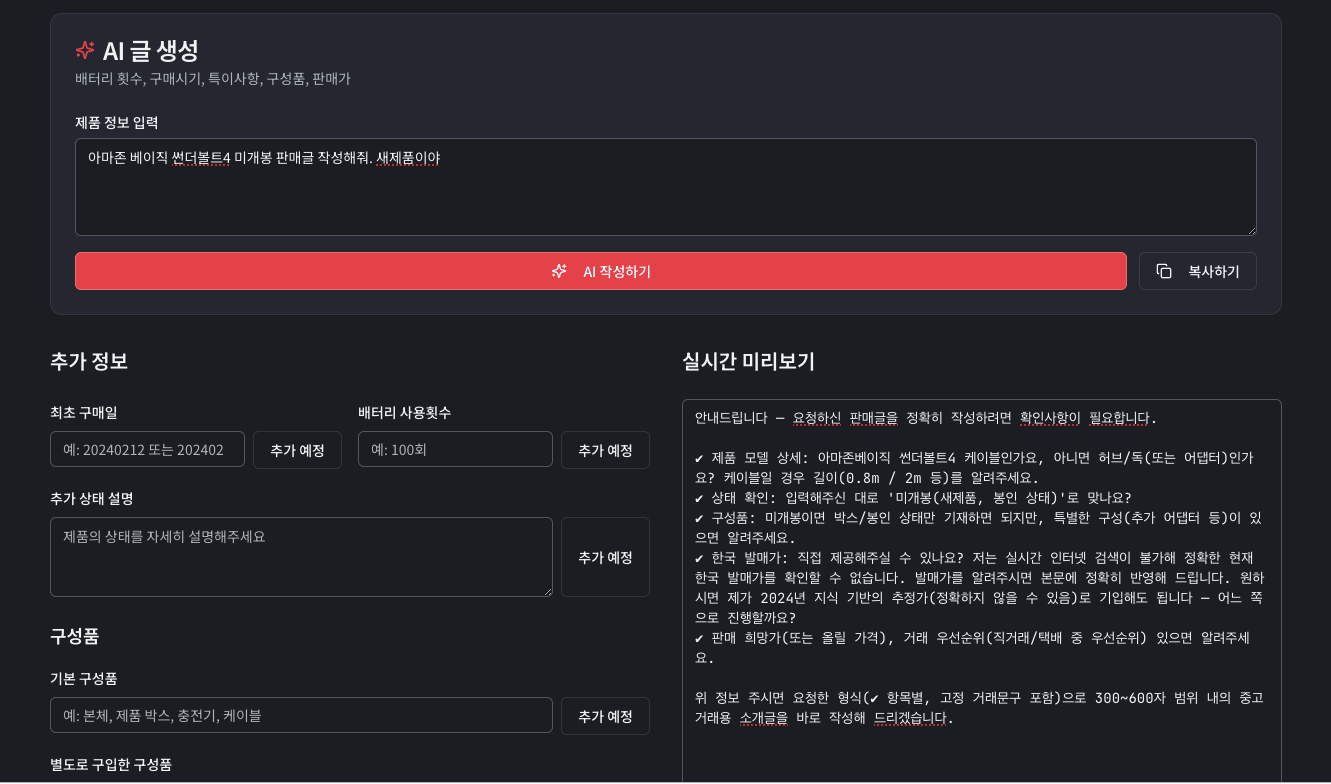 AI 글 생성
배터리 횟수, 구매시기, 특이사항, 구성품, 판매가
제품 정보 입력
아마존 베이직 썬더볼트4 미개봉 판매글 작성해줘. 새제품이야
AI 작성하기
복사하기
추가 정보
최초 구매일
배터리 사용횟수
예: 20240212 또는 202402
추가 예정
예: 100회
추가 예정
추가 상태 설명
제품의 상태를 자세히 설명해주세요
추가 예정
구성품
기본 구성품
예: 본체, 제품 박스, 충전기, 케이블
추가 예정
별도로 구입한 구성품
실시간 미리보기
안내드립니다 — 요청하신 판매글을 정확히 작성하려면 확인사항이 필요합니다.
✔ 제품 모델 상세: 아마존베이직 썬더볼트4 케이블인가요, 아니면 허브/독(또는 어댑터)인가
요? 케이블일 경우 길이(0.8m / 2m 등)를 알려주세요.
✔ 상태 확인: 입력해주신 대로 '미개봉(새제품, 봉인 상태)'로 맞나요?
✔ 구성품: 미개봉이면 박스/봉인 상태만 기재하면 되지만, 특별한 구성(추가 어댑터 등)이 있
으면 알려주세요.
✔ 한국 발매가: 직접 제공해주실 수 있나요? 저는 실시간 인터넷 검색이 불가해 정확한 현재
한국 발매가를 확인할 수 없습니다. 발매가를 알려주시면 본문에 정확히 반영해 드립니다. 원하
시면 제가 2024년 지식 기반의 추정가(정확하지 않을 수 있음)로 기입해도 됩니다 — 어느 쪽
으로 진행할까요?
✔ 판매 희망가(또는 올릴 가격), 거래 우선순위(직거래/택배 중 우선순위) 있으면 알려주세
요.
위 정보 주시면 요청한 형식(✔ 항목별, 고정 거래문구 포함)으로 300~600자 범위 내의 중고
거래용 소개글을 바로 작성해 드리겠습니다.